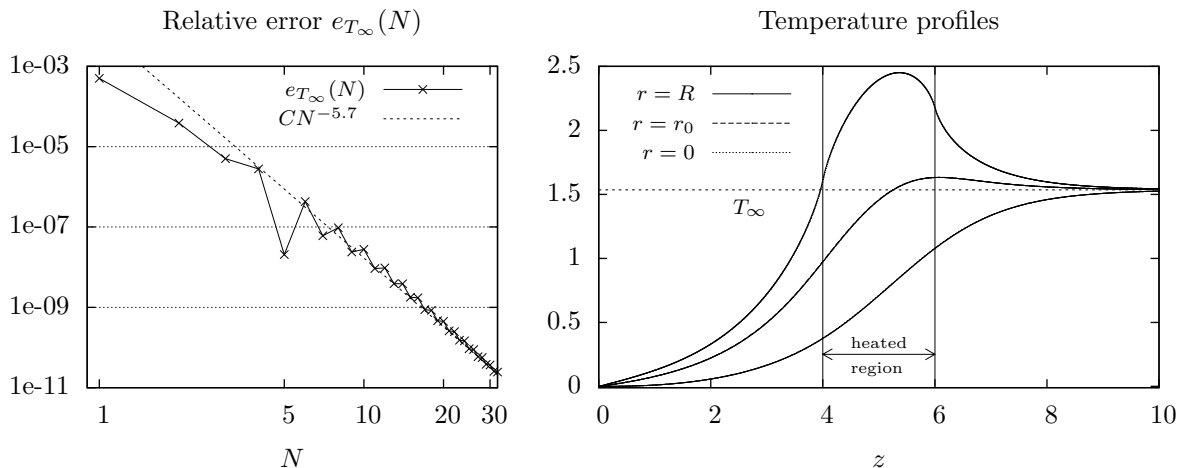 Relative error e_{T_∞}(N)
1e-03
1e-05
1e-07
1e-09
1e-11
e_{T_∞}(N)
CN^{-5.7}
1
5
10
20
30
N
Temperature profiles
2.5
2
1.5
1
0.5
0
r = R
r = r_0
r = 0
T_∞
heated
region
0
2
4
6
8
10
z